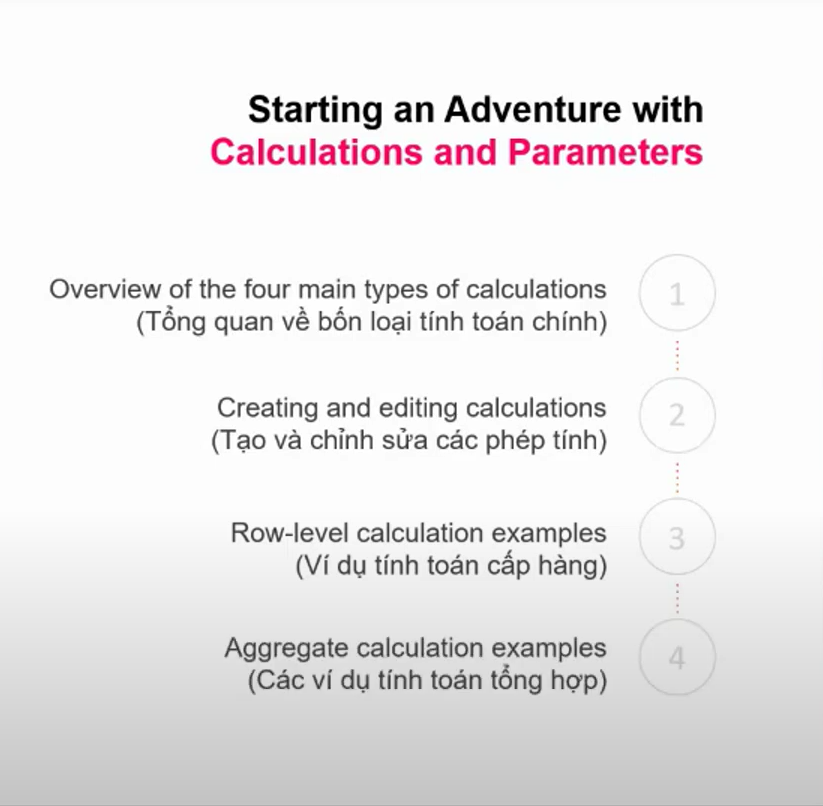 Starting an Adventure with
Calculations and Parameters
Overview of the four main types of calculations
(Tổng quan về bốn loại tính toán chính)
1
Creating and editing calculations
(Tạo và chỉnh sửa các phép tính)
2
Row-level calculation examples
(Ví dụ tính toán cấp hàng)
3
Aggregate calculation examples
(Các ví dụ tính toán tổng hợp)
4